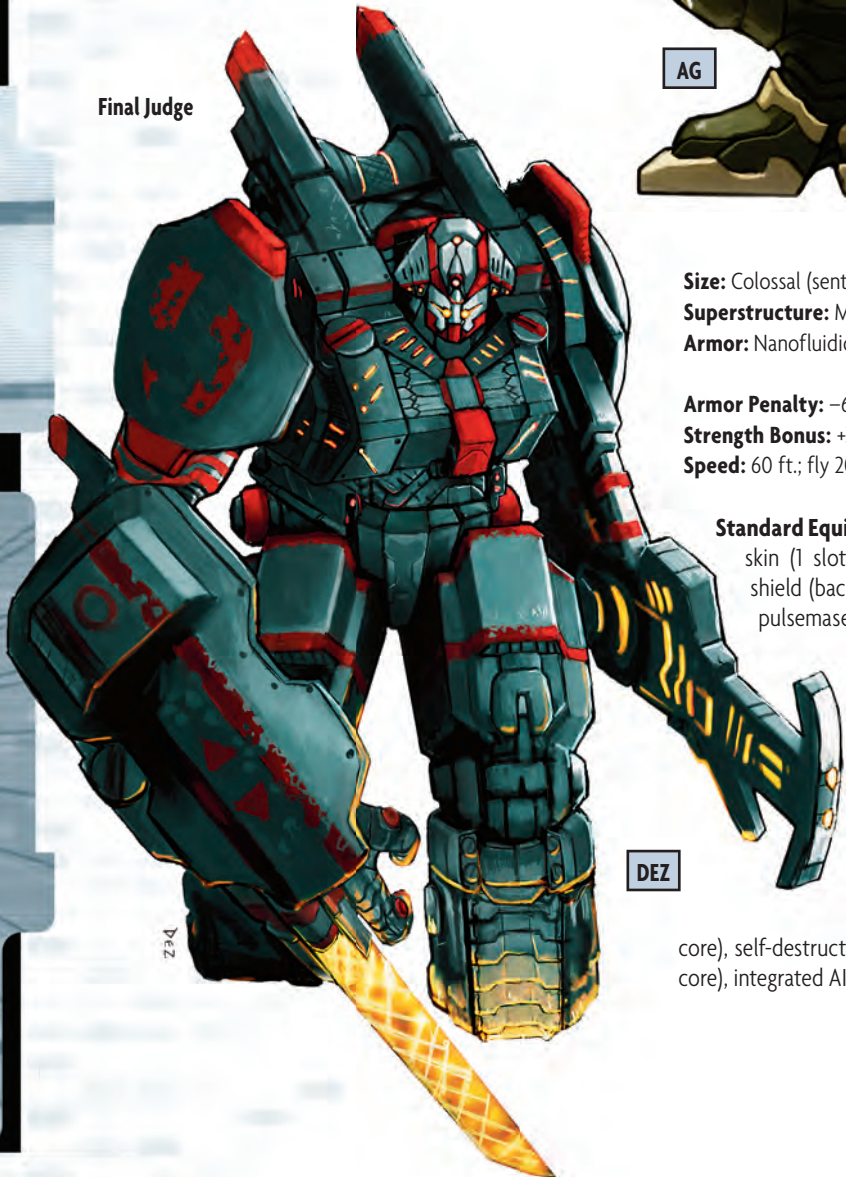 Final Judge
AG
Size: Colossal (sent
Superstructure: M
Armor: Nanofluidic
Armor Penalty: –6
Strength Bonus: +
Speed: 60 ft.; fly 20
Standard Equi
skin (1 slot
shield (bac
pulsemase
DEZ
core), self-destruct
core), integrated AI
Dez